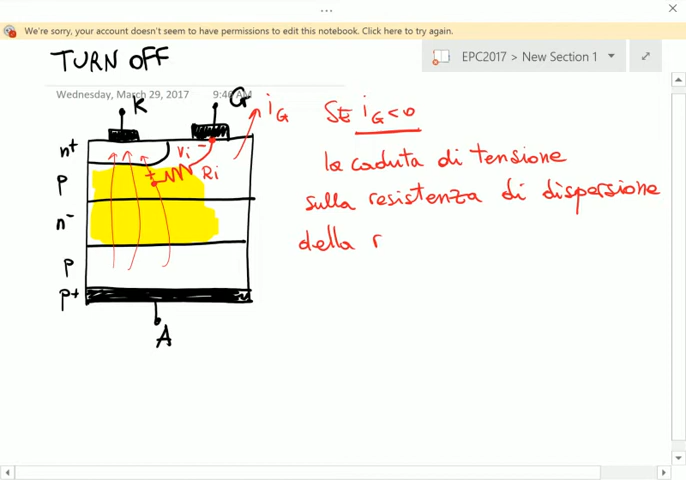 We're sorry, your account doesn't seem to have permissions to edit this notebook. Click here to try again.
TURN OFF
EPC2017 > New Section 1
Wednesday, March 29, 2017
K
G
iG
SE iG<0
n+
Vi
-
+
Ri
la caduta di tensione
p
sulla resistenza di dispersione
n-
della r
p
p+
A